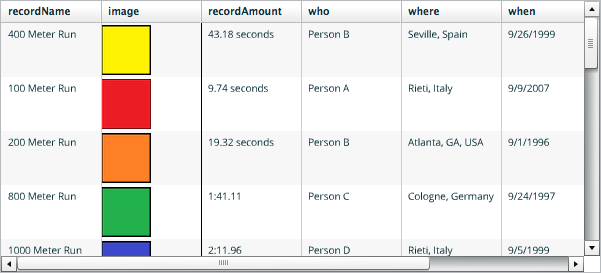 recordName image recordAmount who where when
400 Meter Run 43.18 seconds Person B Seville, Spain 9/26/1999
100 Meter Run 9.74 seconds Person A Rieti, Italy 9/9/2007
200 Meter Run 19.32 seconds Person B Atlanta, GA, USA 9/1/1996
800 Meter Run 1:41.11 Person C Cologne, Germany 9/24/1997
1000 Meter Run 2:11.96 Person D Rieti, Italy 9/5/1999